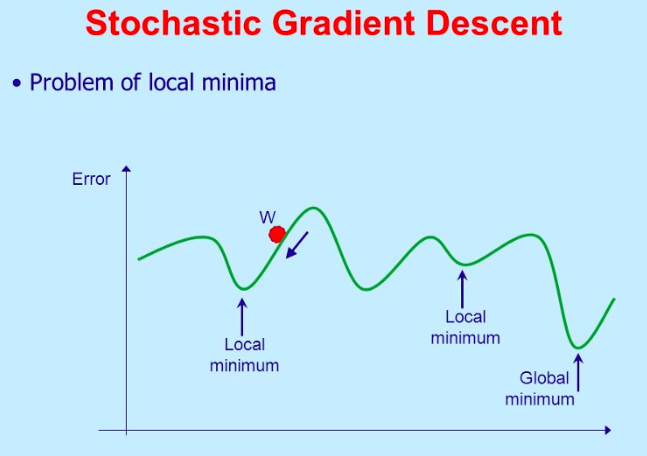 Stochastic Gradient Descent
• Problem of local minima
Error
W
Local
minimum
Local
minimum
Global
minimum